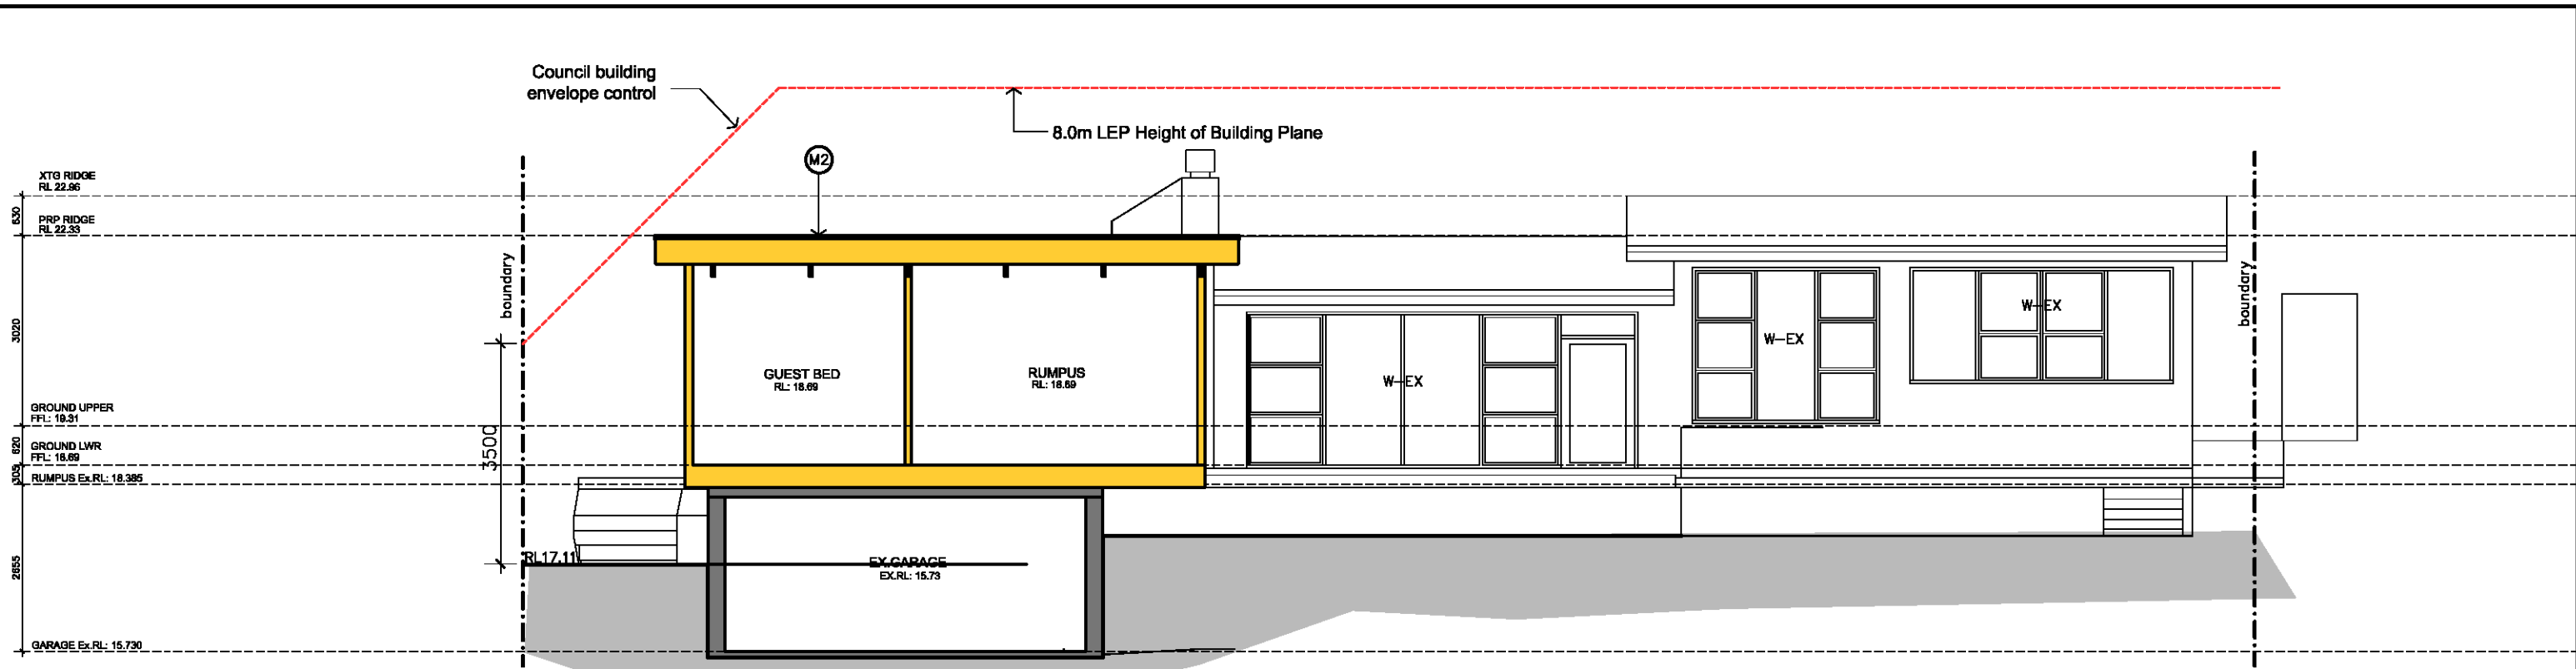 Council building
envelope control
8.0m LEP Height of Building Plane
M2
XTG RIDGE
RL 22.96
630
PRP RIDGE
RL 22.33
boundary
boundary
3020
W-EX
W-EX
GUEST BED
RL: 18.69
RUMPUS
RL: 18.69
W-EX
GROUND UPPER
FFL: 19.31
3500
620
GROUND LWR
FFL: 18.69
305
RUMPUS Ex.RL: 18.385
RL17.11
EX.GARAGE
EX.RL: 15.73
2655
GARAGE Ex.RL: 15.730